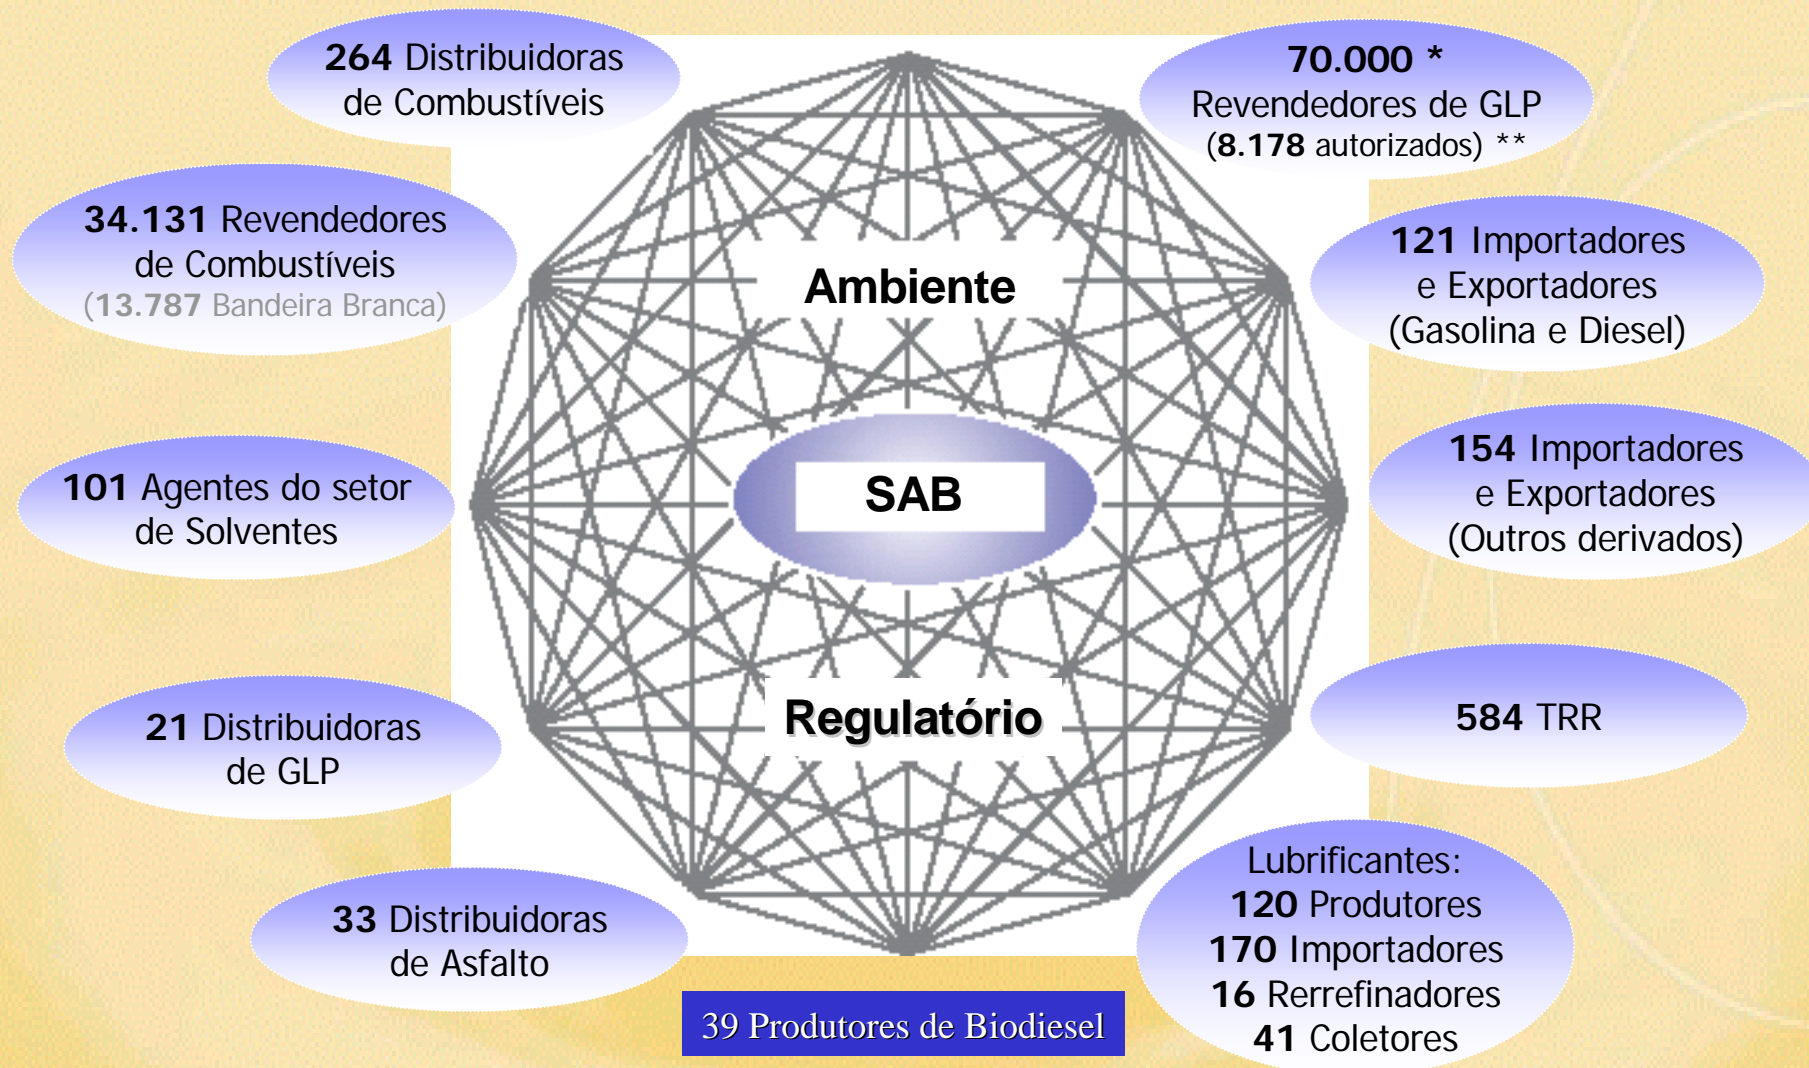 264 Distribuidoras
de Combustíveis
70.000 *
Revendedores de GLP
(8.178 autorizados) **
34.131 Revendedores
de Combustíveis
(13.787 Bandeira Branca)
121 Importadores
e Exportadores
(Gasolina e Diesel)
Ambiente
101 Agentes do setor
de Solventes
SAB
154 Importadores
e Exportadores
(Outros derivados)
21 Distribuidoras
de GLP
Regulatório
584 TRR
33 Distribuidoras
de Asfalto
Lubrificantes:
120 Produtores
170 Importadores
16 Rerrefinadores
41 Coletores
39 Produtores de Biodiesel